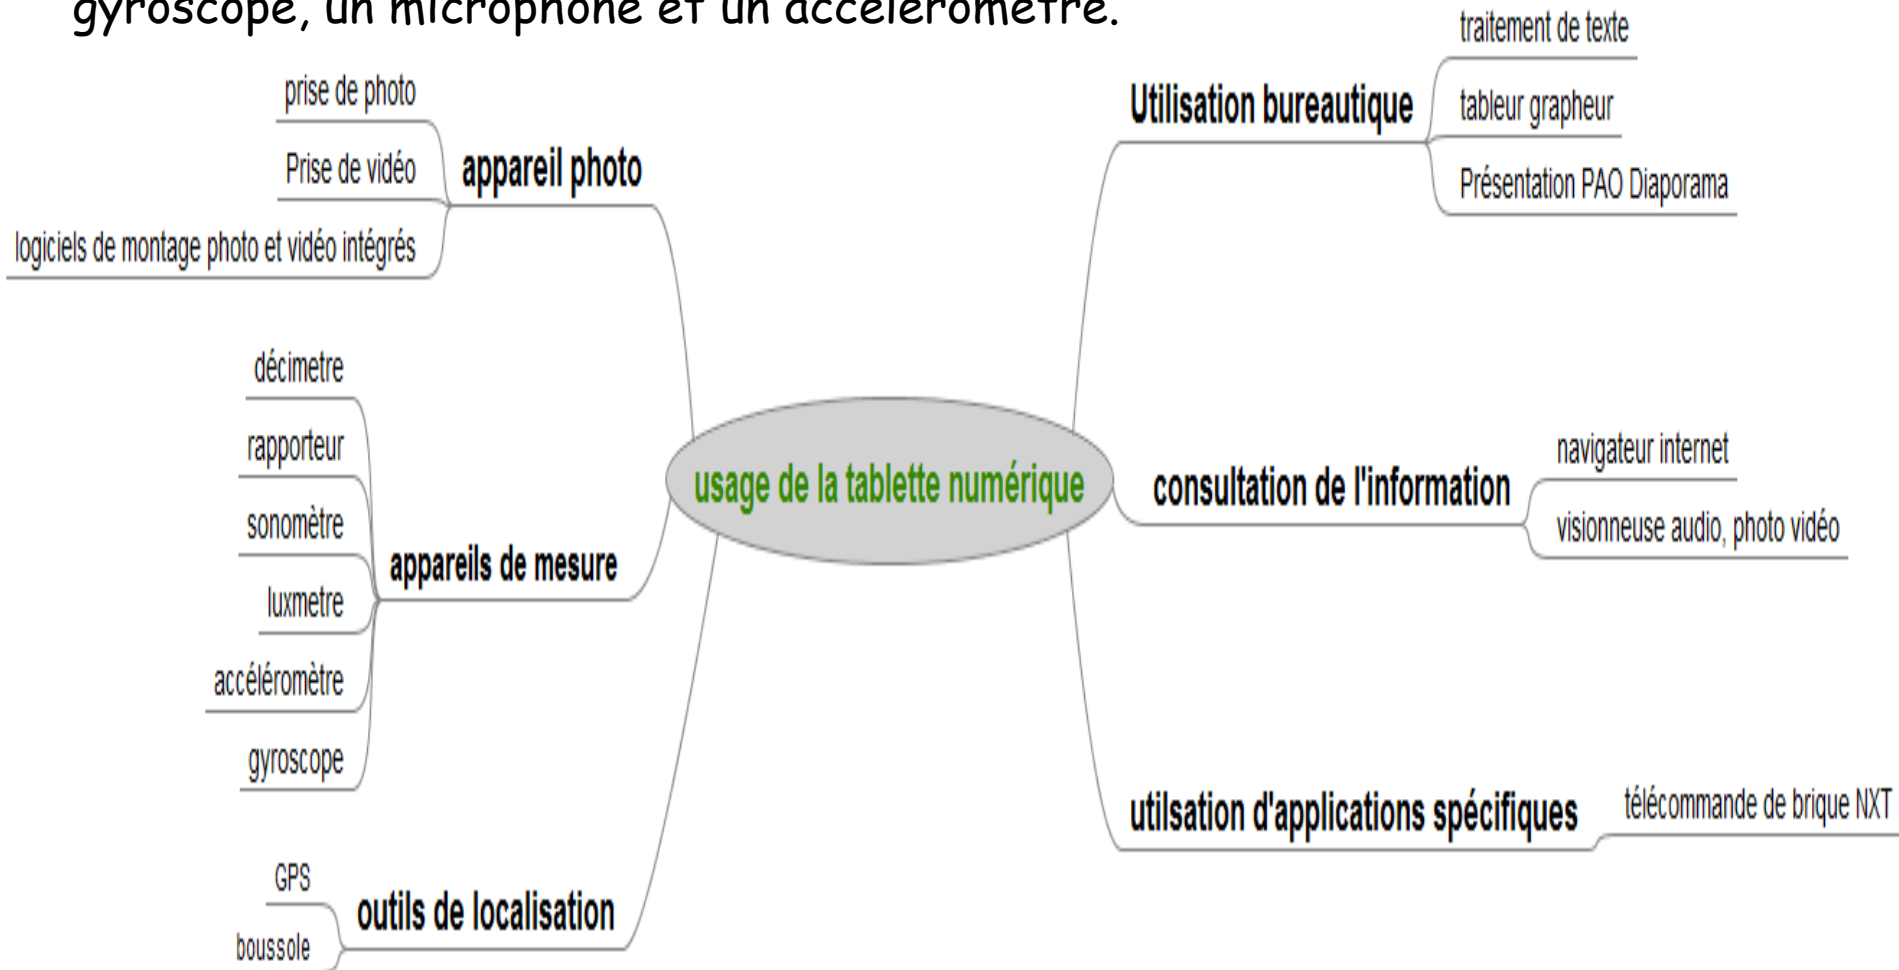 gyroscope, un microphone et un accéléromètre.
prise de photo
Prise de vidéo
logiciels de montage photo et vidéo intégrés
appareil photo
décimetre
rapporteur
sonomètre
luxmetre
accéléromètre
gyroscope
appareils de mesure
GPS
boussole
outils de localisation
usage de la tablette numérique
Utilisation bureautique
traitement de texte
tableur grapheur
Présentation PAO Diaporama
consultation de l'information
navigateur internet
visionneuse audio, photo vidéo
utilsation d'applications spécifiques
télécommande de brique NXT